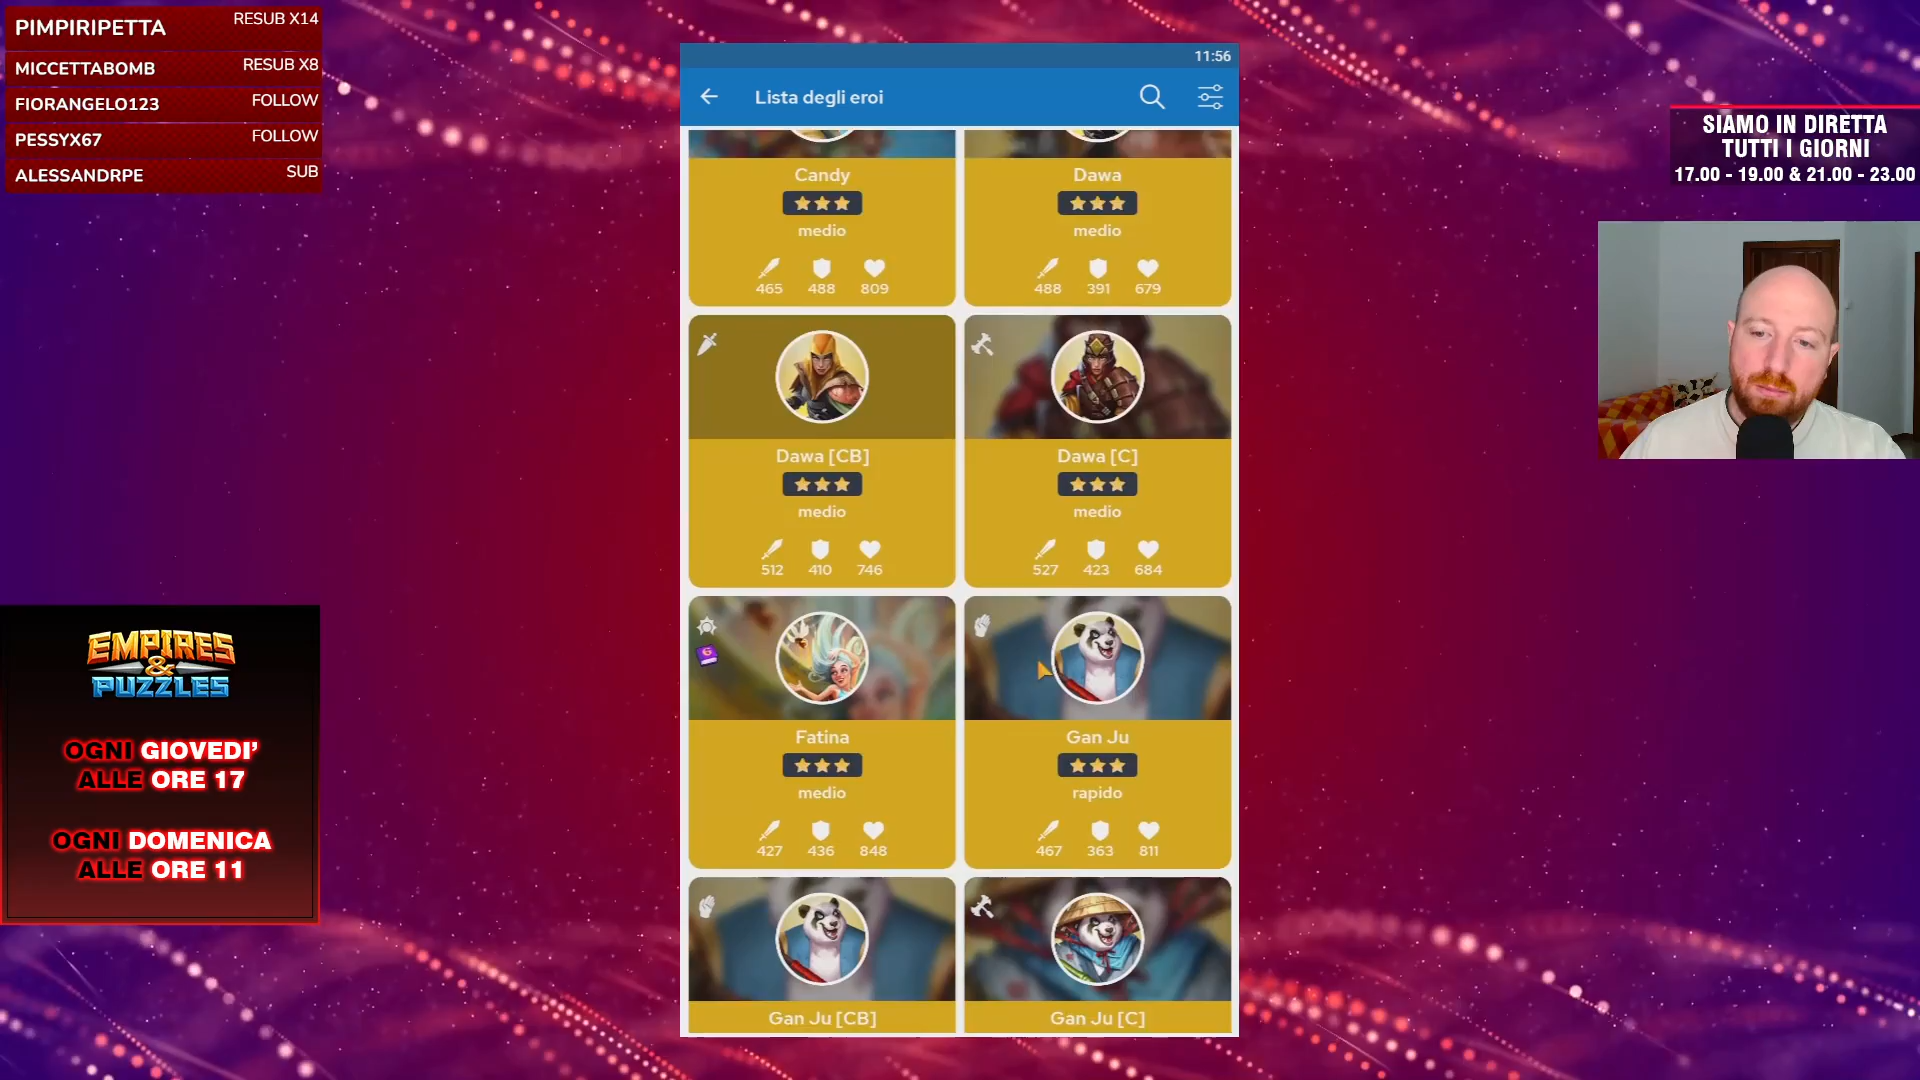 PIMPIRIPETTA RESUB X14
MICCETTABOMB RESUB X8
FIORANGELO123 FOLLOW
PESSYX67 FOLLOW
ALESSANDRPE SUB
11:56
Lista degli eroi
Candy
medio
465 488 809
Dawa
medio
488 391 679
Dawa [CB]
medio
512 410 746
Dawa [C]
medio
527 423 684
6
Fatina
medio
427 436 848
Gan Ju
rapido
467 363 811
Gan Ju [CB]
Gan Ju [C]
SIAMO IN DIRETTA
TUTTI I GIORNI
17.00 - 19.00 & 21.00 - 23.00
EMPIRES
&
PUZZLES
OGNI GIOVEDI’
ALLE ORE 17
OGNI DOMENICA
ALLE ORE 11